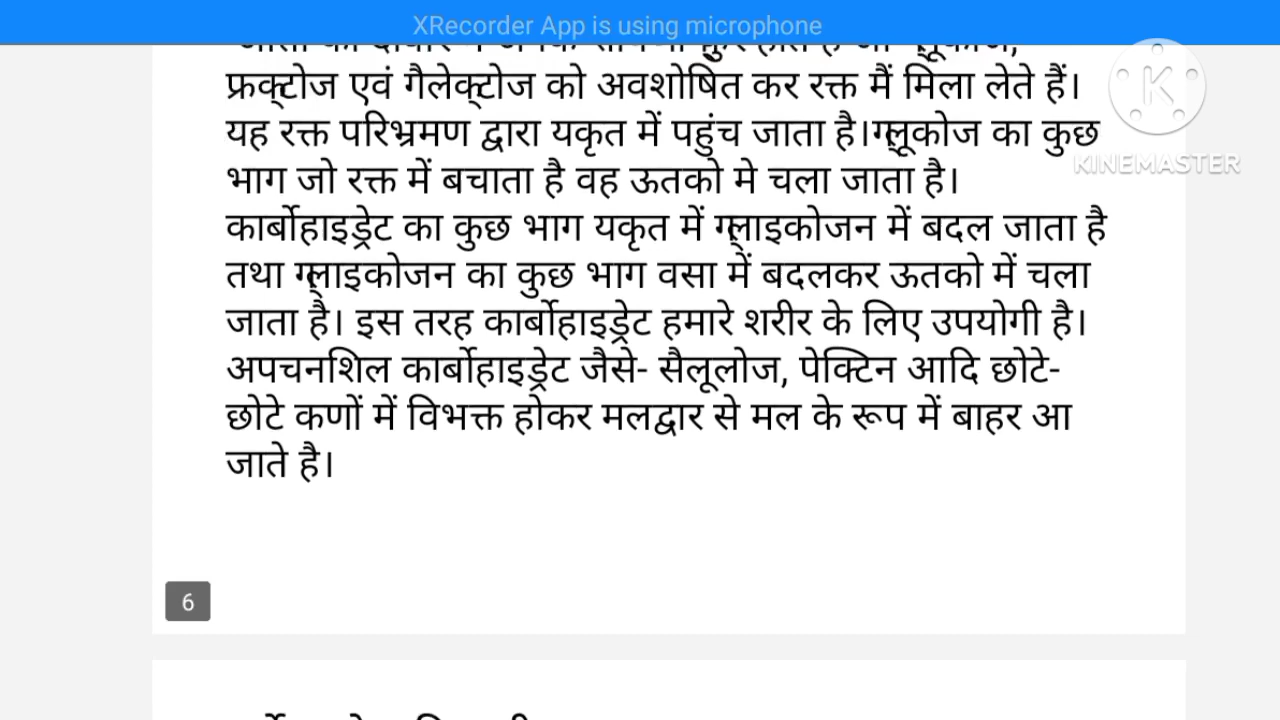 XRecorder App is using microphone
फ्रक्टोज एवं गैलेक्टोज को अवशोषित कर रक्त मैं मिला लेते हैं।
यह रक्त परिभ्रमण द्वारा यकृत में पहुंच जाता है।ग्लूकोज का कुछ
भाग जो रक्त में बचाता है वह ऊतको मे चला जाता है।
कार्बोहाइड्रेट का कुछ भाग यकृत में ग्लाइकोजन में बदल जाता है
तथा ग्लाइकोजन का कुछ भाग वसा में बदलकर ऊतको में चला
जाता है। इस तरह कार्बोहाइड्रेट हमारे शरीर के लिए उपयोगी है।
अपचनशिल कार्बोहाइड्रेट जैसे- सैलूलोज, पेक्टिन आदि छोटे-
छोटे कणों में विभक्त होकर मलद्वार से मल के रूप में बाहर आ
जाते है।
6
K
KINEMASTER